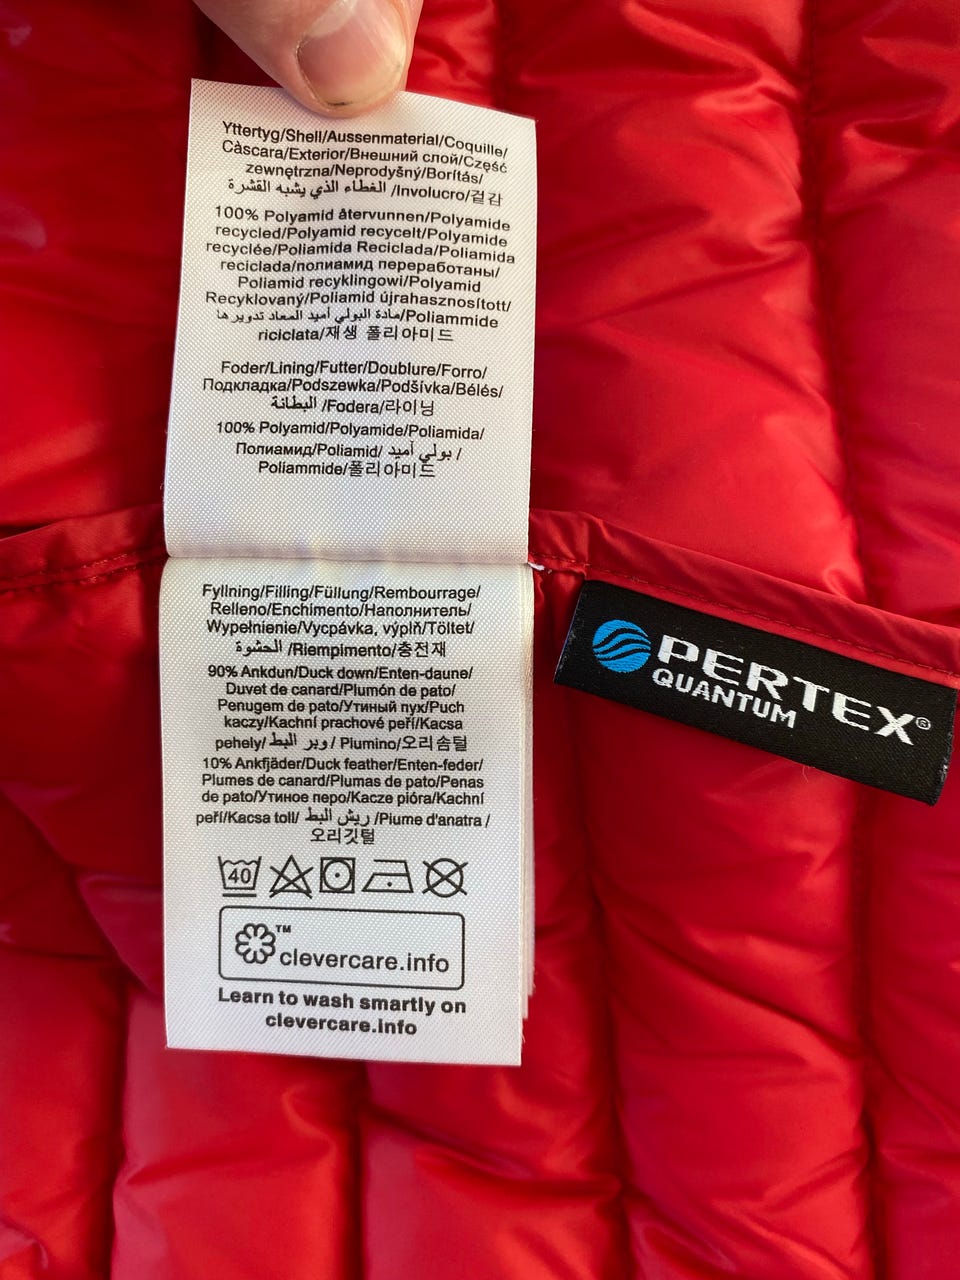 Yttertyg/Shell/Aussenmaterial/Coquille/
Càscara/Exterior/Внешний слой/Część
zewnętrzna/Neprodyšný/Borítás/
الغطاء الذي يشبه القشرة /Involucro/겉감
100% Polyamid återvunnen/Polyamide
recycled/Polyamid recycelt/Polyamide
recyclée/Poliamida Reciclada/Poliamida
reciclada/полиамид переработаны/
Poliamid recyklingowi/Polyamid
Recyklovaný/Poliamid újrahasznosított/
مادة البولي أميد المعاد تدويرها/Poliammide
riciclata/재생 폴리아미드
Foder/Lining/Futter/Doublure/Forro/
Подкладка/Podszewka/Podšívka/Bélés/
البطانة /Fodera/라이닝
100% Polyamid/Polyamide/Poliamida/
Полиамид/Poliamid/ بولي أميد /
Poliammide/폴리아미드
Fyllning/Filling/Füllung/Rembourrage/
Relleno/Enchimento/Наполнитель/
Wypełnienie/Vycpávka, výplň/Töltet/
الحشوة /Riempimento/충전재
90% Ankdun/Duck down/Enten-daune/
Duvet de canard/Plumón de pato/
Penugem de pato/Утиный пух/Puch
kaczy/Kachní prachové peří/Kacsa
pehely/ وبر البط / Plumino/오리솜털
10% Ankfjäder/Duck feather/Enten-feder/
Plumes de canard/Plumas de pato/Penas
de pato/Утиное перо/Kacze pióra/Kachní
peří/Kacsa toll/ ريش البط /Piume d'anatra /
오리깃털
40
™
clevercare.info
Learn to wash smartly on
clevercare.info
PERTEX®
QUANTUM